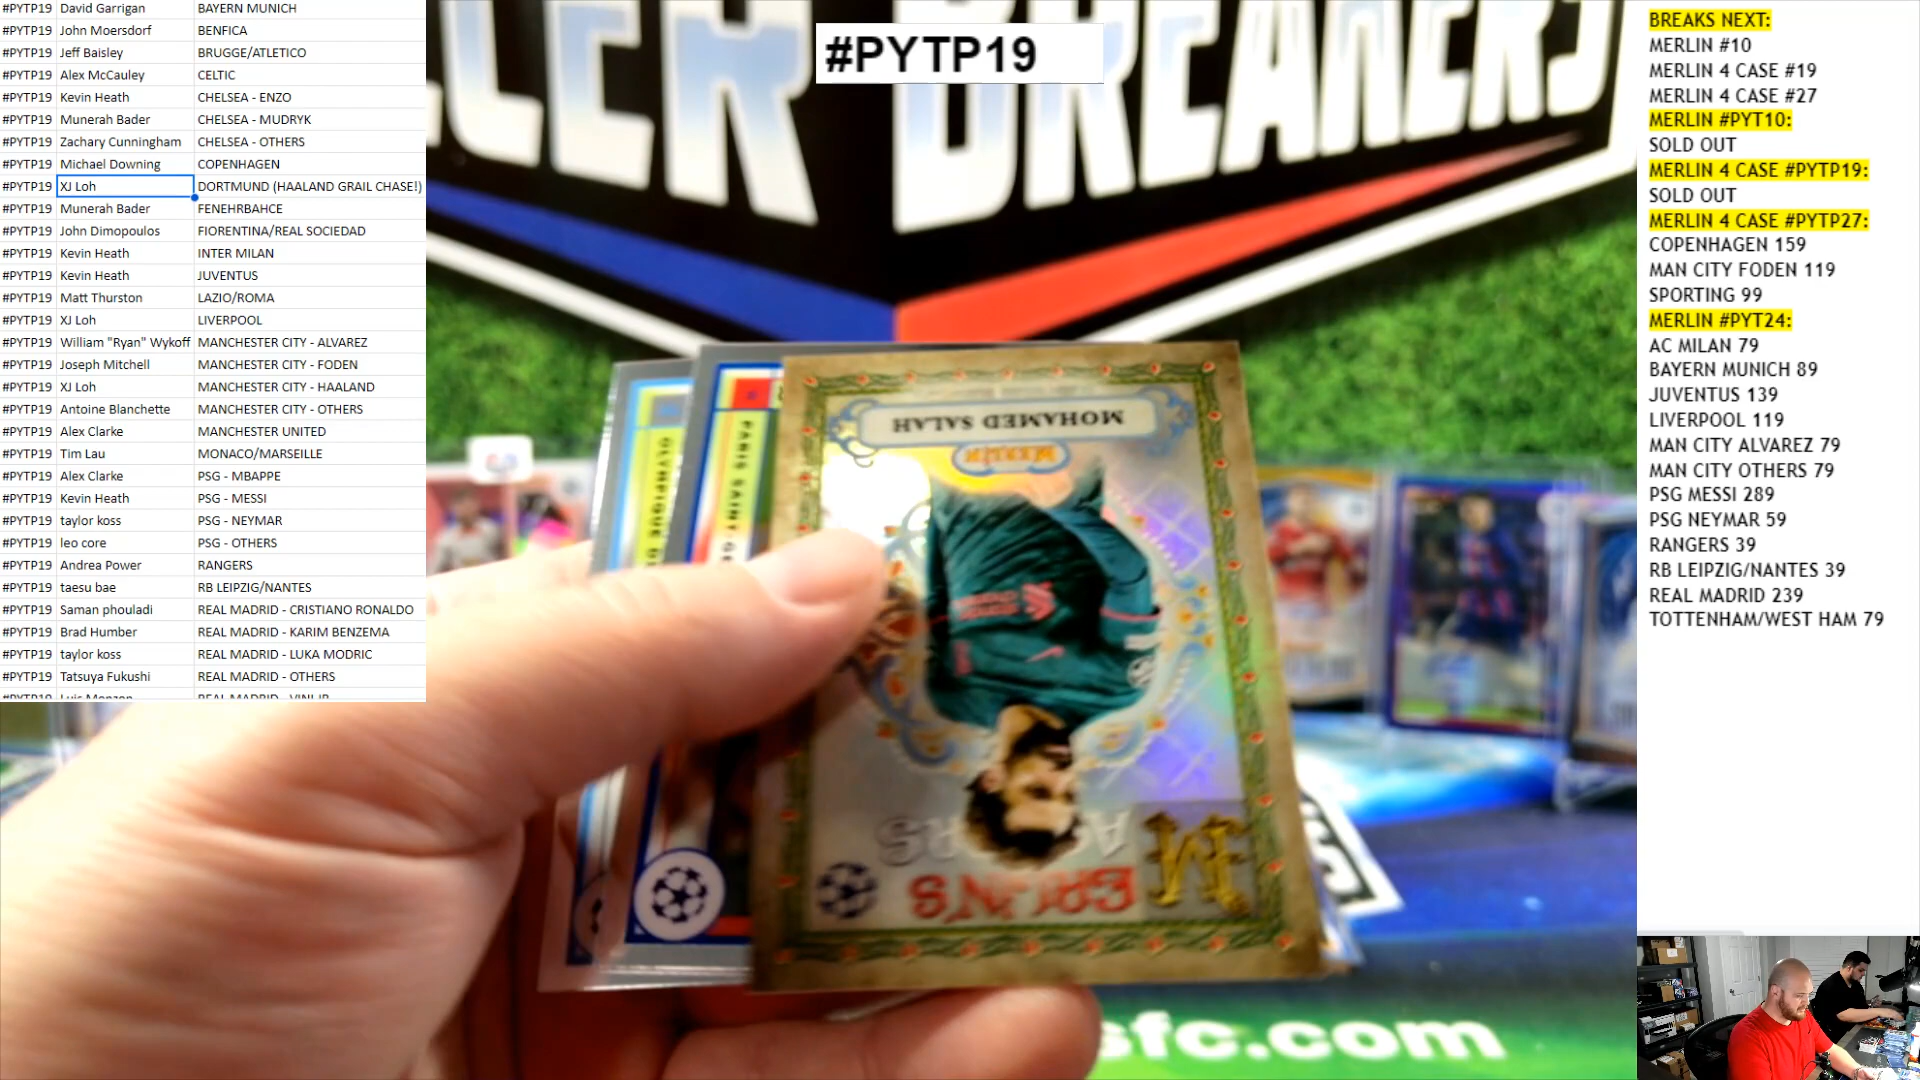 #PYTP19 David Garrigan BAYERN MUNICH
#PYTP19 John Moersdorf BENFICA
#PYTP19 Jeff Baisley BRUGGE/ATLETICO
#PYTP19 Alex McCauley CELTIC
#PYTP19 Kevin Heath CHELSEA - ENZO
#PYTP19 Munerah Bader CHELSEA - MUDRYK
#PYTP19 Zachary Cunningham CHELSEA - OTHERS
#PYTP19 Michael Downing COPENHAGEN
#PYTP19 XJ Loh DORTMUND (HAALAND GRAIL CHASE!)
#PYTP19 Munerah Bader FENEHRBAHCE
#PYTP19 John Dimopoulos FIORENTINA/REAL SOCIEDAD
#PYTP19 Kevin Heath INTER MILAN
#PYTP19 Kevin Heath JUVENTUS
#PYTP19 Matt Thurston LAZIO/ROMA
#PYTP19 XJ Loh LIVERPOOL
#PYTP19 William "Ryan" Wykoff MANCHESTER CITY - ALVAREZ
#PYTP19 Joseph Mitchell MANCHESTER CITY - FODEN
#PYTP19 XJ Loh MANCHESTER CITY - HAALAND
#PYTP19 Antoine Blanchette MANCHESTER CITY - OTHERS
#PYTP19 Alex Clarke MANCHESTER UNITED
#PYTP19 Tim Lau MONACO/MARSEILLE
#PYTP19 Alex Clarke PSG - MBAPPE
#PYTP19 Kevin Heath PSG - MESSI
#PYTP19 taylor koss PSG - NEYMAR
#PYTP19 leo core PSG - OTHERS
#PYTP19 Andrea Power RANGERS
#PYTP19 taesu bae RB LEIPZIG/NANTES
#PYTP19 Saman phouladi REAL MADRID - CRISTIANO RONALDO
#PYTP19 Brad Humber REAL MADRID - KARIM BENZEMA
#PYTP19 taylor koss REAL MADRID - LUKA MODRIC
#PYTP19 Tatsuya Fukushi REAL MADRID - OTHERS
#PYTP19
BREAKERS
MOHAMED SALAH
MERLIN
PARIS SAINT-GE
OLYMPIQUE D
sfc.com
BREAKS NEXT:
MERLIN #10
MERLIN 4 CASE #19
MERLIN 4 CASE #27
MERLIN #PYT10:
SOLD OUT
MERLIN 4 CASE #PYTP19:
SOLD OUT
MERLIN 4 CASE #PYTP27:
COPENHAGEN 159
MAN CITY FODEN 119
SPORTING 99
MERLIN #PYT24:
AC MILAN 79
BAYERN MUNICH 89
JUVENTUS 139
LIVERPOOL 119
MAN CITY ALVAREZ 79
MAN CITY OTHERS 79
PSG MESSI 289
PSG NEYMAR 59
RANGERS 39
RB LEIPZIG/NANTES 39
REAL MADRID 239
TOTTENHAM/WEST HAM 79